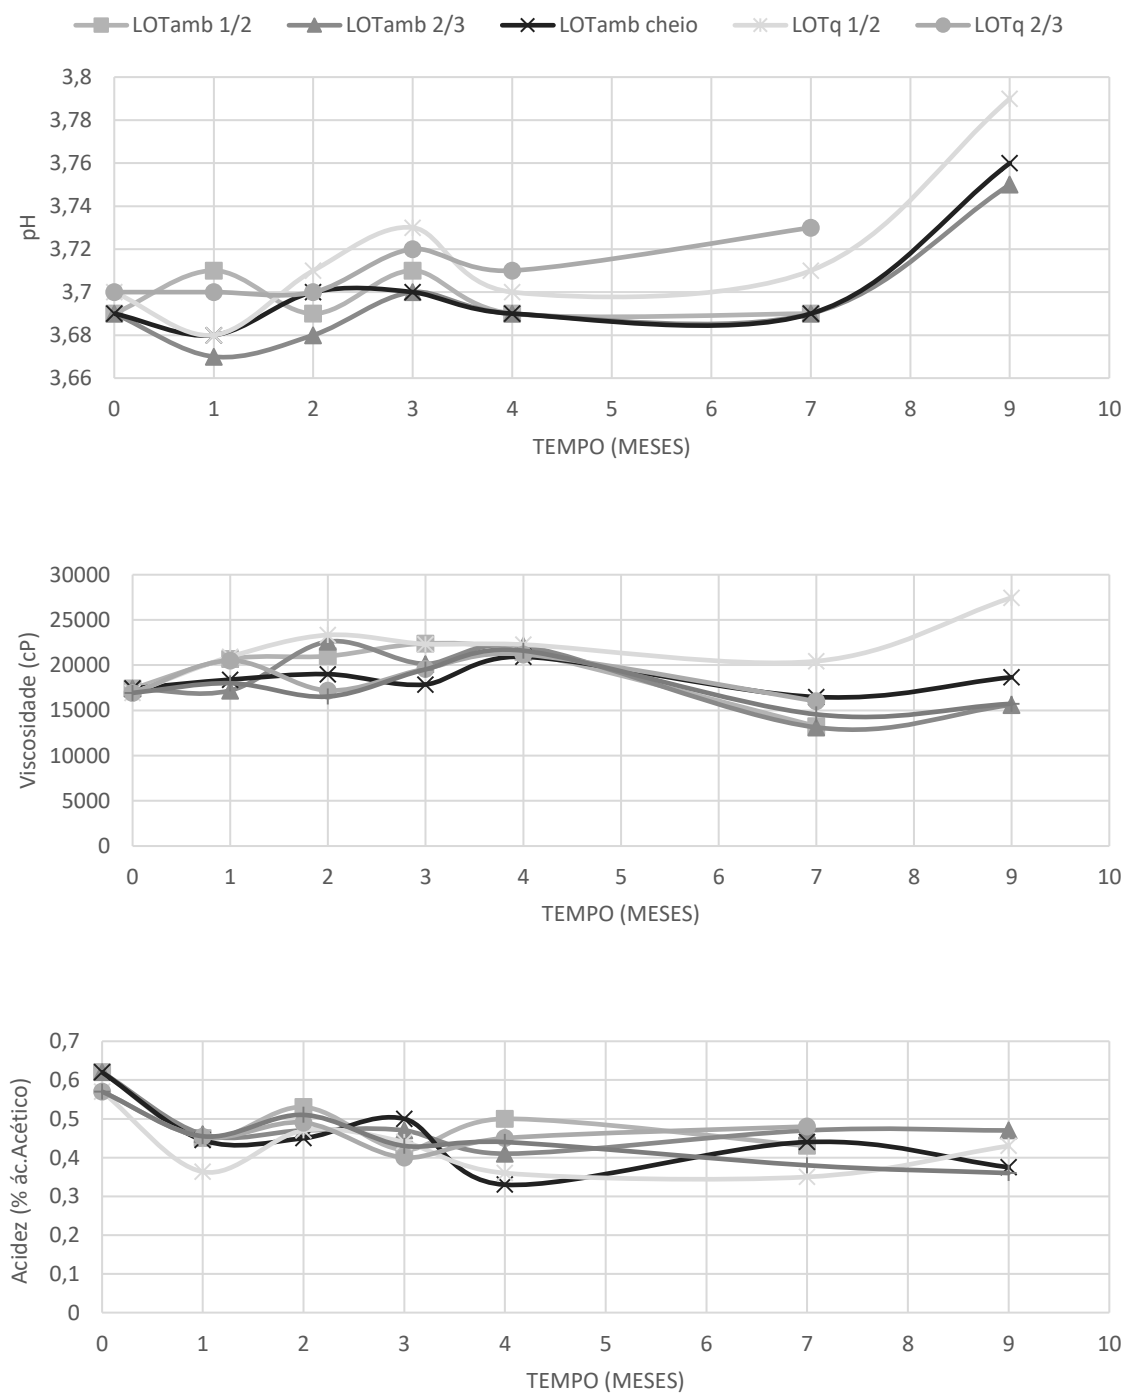 LOTamb 1/2 LOTamb 2/3 LOTamb cheio LOTq 1/2 LOTq 2/3
3,8
3,78
3,76
3,74
3,72
3,7
3,68
3,66
pH
0 1 2 3 4 5 6 7 8 9 10
TEMPO (MESES)
30000
25000
20000
15000
10000
5000
0
Viscosidade (cP)
0 1 2 3 4 5 6 7 8 9 10
TEMPO (MESES)
0,7
0,6
0,5
0,4
0,3
0,2
0,1
0
Acidez (% ác.Acético)
0 1 2 3 4 5 6 7 8 9 10
TEMPO (MESES)